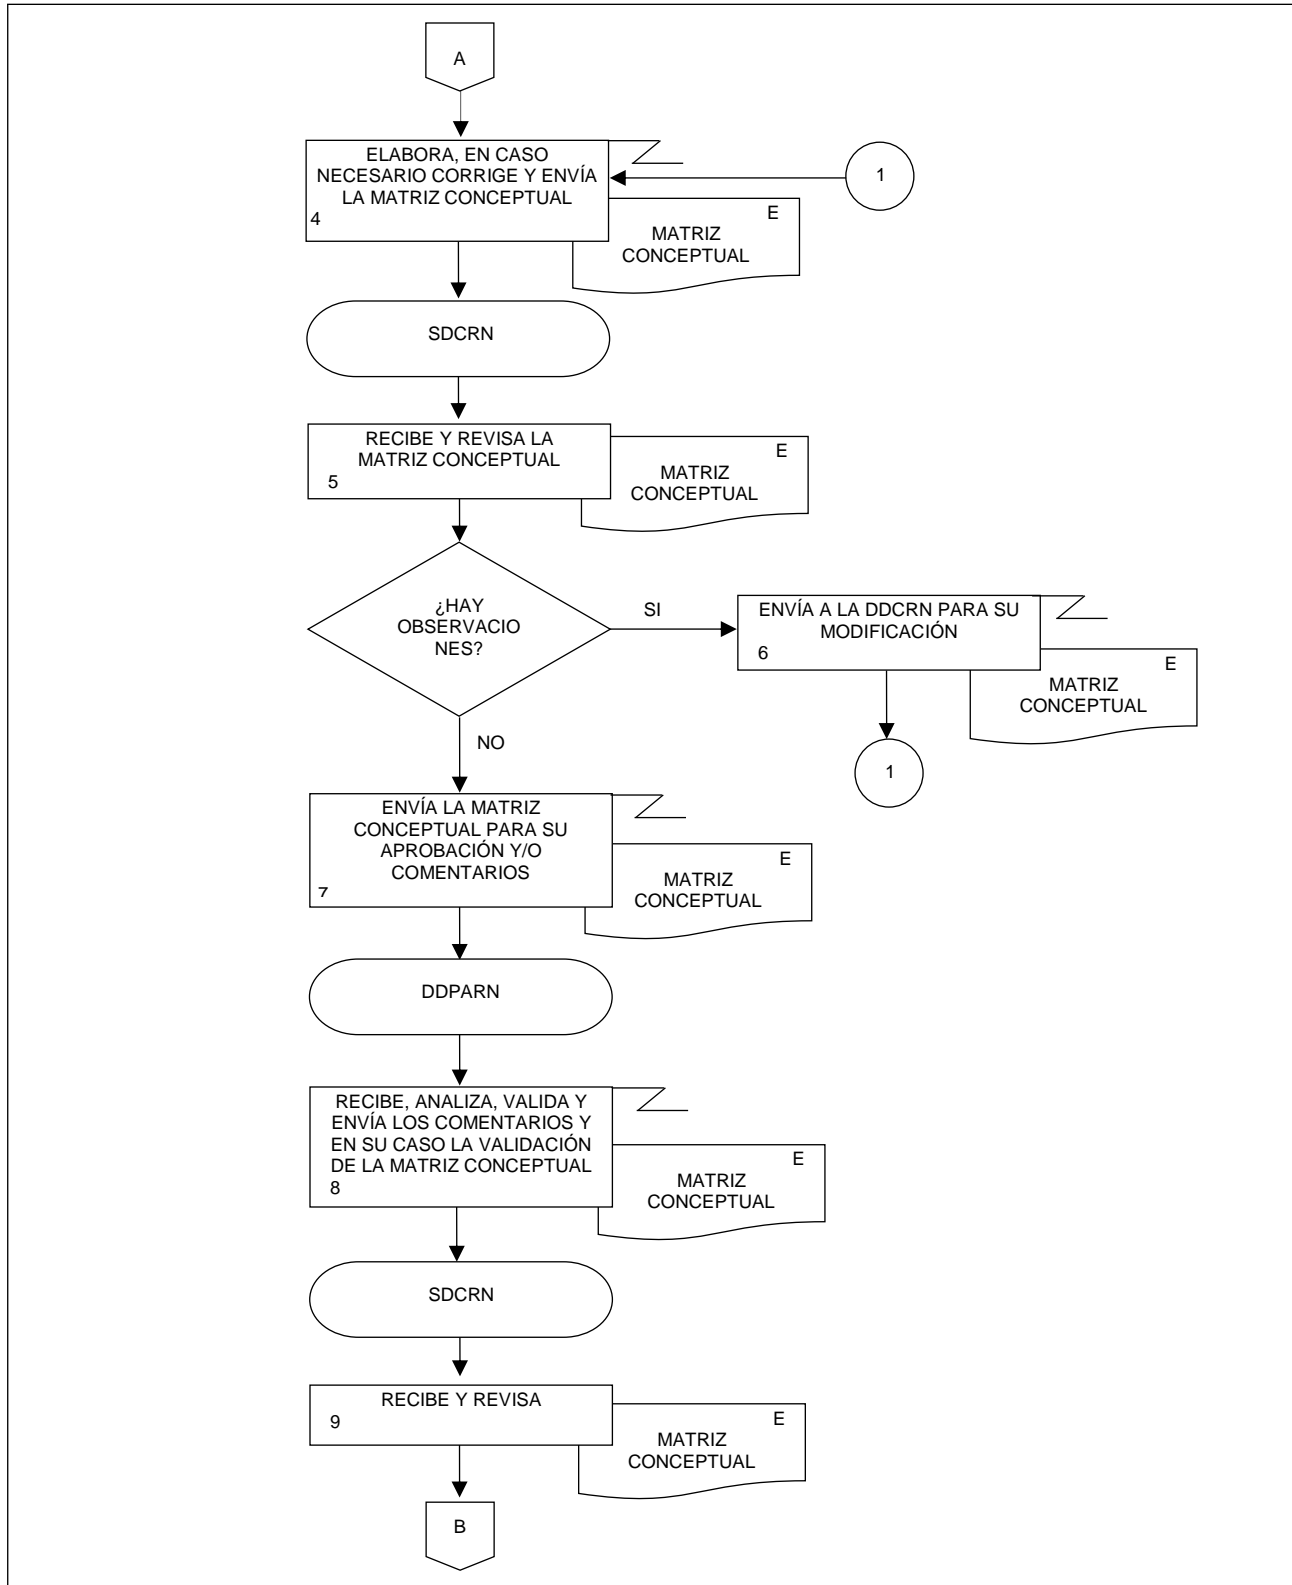 A
ELABORA, EN CASO
NECESARIO CORRIGE Y ENVÍA
LA MATRIZ CONCEPTUAL
4
1
E
MATRIZ
CONCEPTUAL
SDCRN
RECIBE Y REVISA LA
MATRIZ CONCEPTUAL
5
E
MATRIZ
CONCEPTUAL
¿HAY
OBSERVACIO
NES?
SI
ENVÍA A LA DDCRN PARA SU
MODIFICACIÓN
6
E
MATRIZ
CONCEPTUAL
1
NO
ENVÍA LA MATRIZ
CONCEPTUAL PARA SU
APROBACIÓN Y/O
COMENTARIOS
7
E
MATRIZ
CONCEPTUAL
DDPARN
RECIBE, ANALIZA, VALIDA Y
ENVÍA LOS COMENTARIOS Y
EN SU CASO LA VALIDACIÓN
DE LA MATRIZ CONCEPTUAL
8
E
MATRIZ
CONCEPTUAL
SDCRN
RECIBE Y REVISA
9
E
MATRIZ
CONCEPTUAL
B